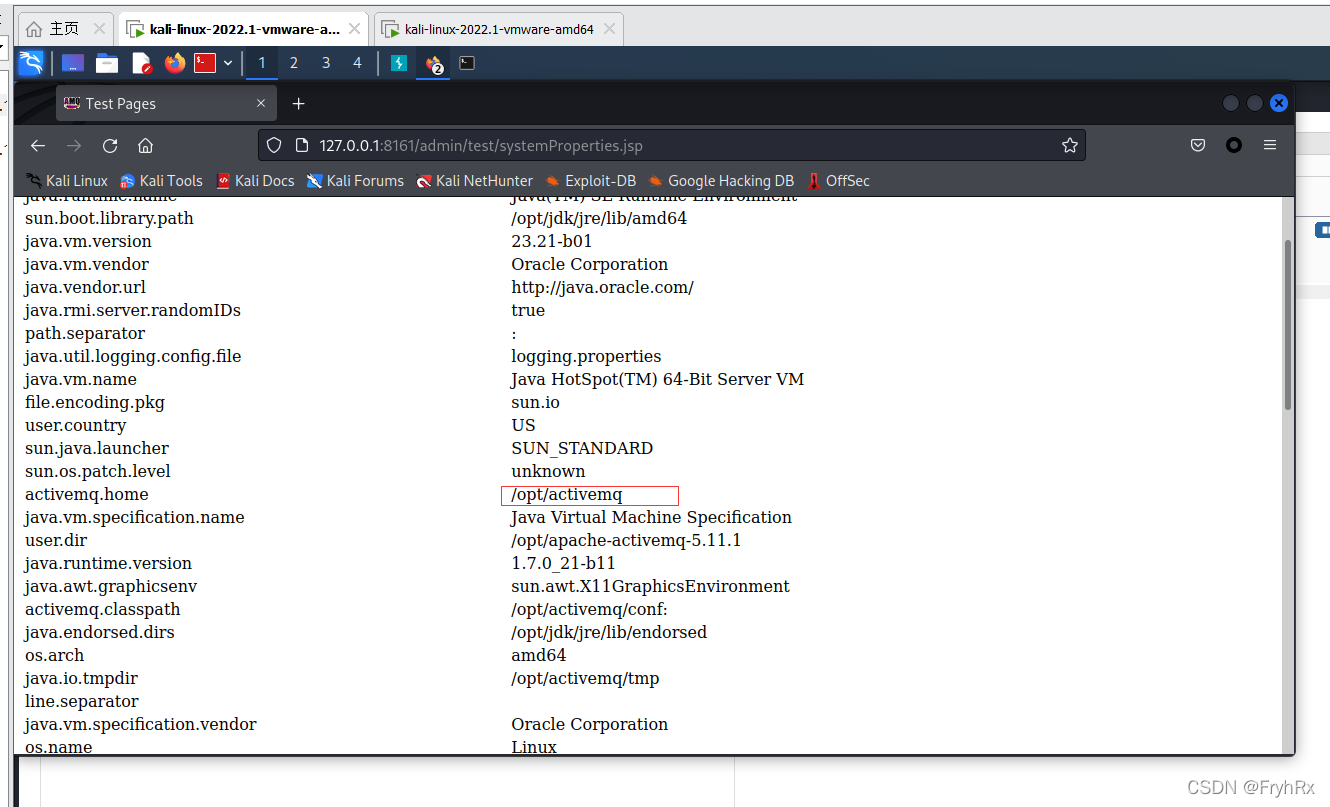 主页
kali-linux-2022.1-vmware-a...
kali-linux-2022.1-vmware-amd64
1 2 3 4
2
Test Pages
127.0.0.1:8161/admin/test/systemProperties.jsp
Kali Linux Kali Tools Kali Docs Kali Forums Kali NetHunter Exploit-DB Google Hacking DB OffSec
java.runtime.name Java(TM) SE Runtime Environment
sun.boot.library.path /opt/jdk/jre/lib/amd64
java.vm.version 23.21-b01
java.vm.vendor Oracle Corporation
java.vendor.url http://java.oracle.com/
java.rmi.server.randomIDs true
path.separator :
java.util.logging.config.file logging.properties
java.vm.name Java HotSpot(TM) 64-Bit Server VM
file.encoding.pkg sun.io
user.country US
sun.java.launcher SUN_STANDARD
sun.os.patch.level unknown
activemq.home /opt/activemq
java.vm.specification.name Java Virtual Machine Specification
user.dir /opt/apache-activemq-5.11.1
java.runtime.version 1.7.0_21-b11
java.awt.graphicsenv sun.awt.X11GraphicsEnvironment
activemq.classpath /opt/activemq/conf:
java.endorsed.dirs /opt/jdk/jre/lib/endorsed
os.arch amd64
java.io.tmpdir /opt/activemq/tmp
line.separator
java.vm.specification.vendor Oracle Corporation
os.name Linux
CSDN @FryhRx